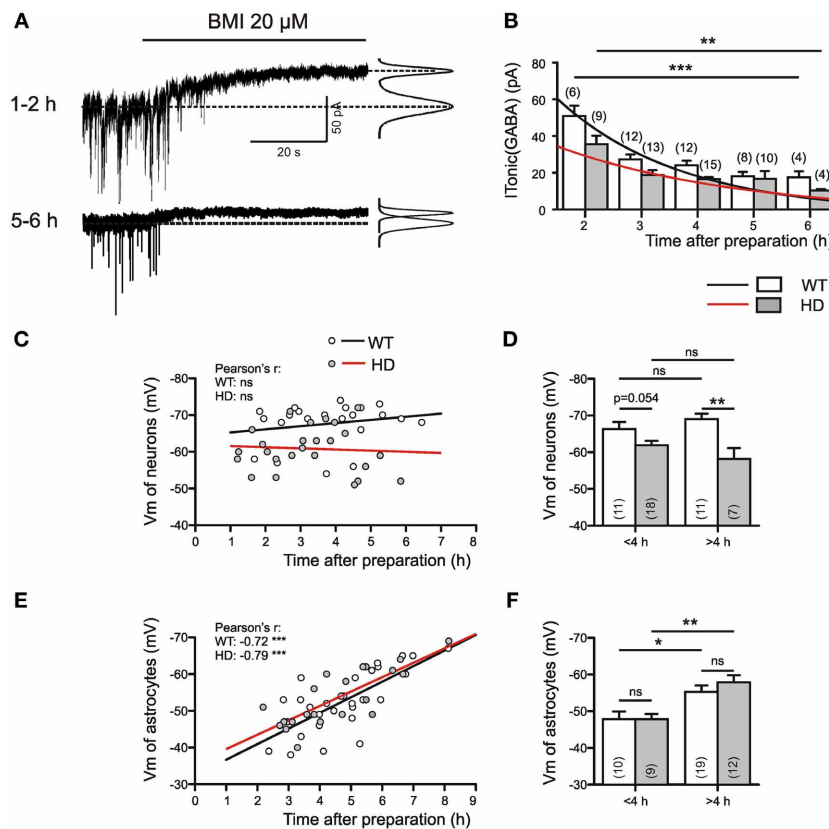 A
BMI 20 µM
1-2 h
50 pA
20 s
5-6 h
B
**
***
ITonic(GABA) (pA)
80
60
40
20
0
(6)
(9)
(12)
(13)
(12)
(15)
(8)
(10)
(4)
(4)
2 3 4 5 6
Time after preparation (h)
WT
HD
C
Pearson's r:
WT: ns
HD: ns
WT
HD
Vm of neurons (mV)
-80
-70
-60
-50
-40
0 1 2 3 4 5 6 7 8
Time after preparation (h)
D
ns
ns
p=0.054
**
Vm of neurons (mV)
-80
-70
-60
-50
-40
(11)
(18)
(11)
(7)
<4 h >4 h
E
Pearson's r:
WT: -0.72 ***
HD: -0.79 ***
Vm of astrocytes (mV)
-70
-60
-50
-40
-30
0 1 2 3 4 5 6 7 8 9
Time after preparation (h)
F
**
*
ns
ns
Vm of astrocytes (mV)
-70
-60
-50
-40
-30
(10)
(9)
(19)
(12)
<4 h >4 h